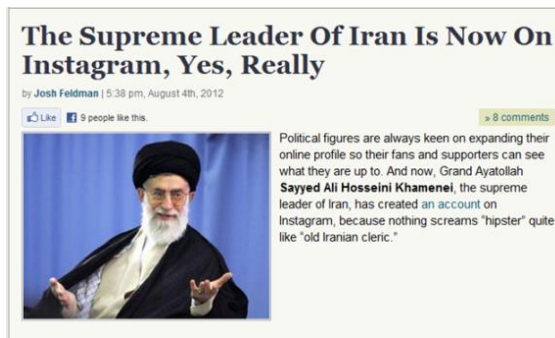 The Supreme Leader Of Iran Is Now On
Instagram, Yes, Really
by Josh Feldman | 5:38 pm, August 4th, 2012
Like 9 people like this.
» 8 comments
Political figures are always keen on expanding their
online profile so their fans and supporters can see
what they are up to. And now, Grand Ayatollah
Sayyed Ali Hosseini Khamenei, the supreme
leader of Iran, has created an account on
Instagram, because nothing screams "hipster" quite
like "old Iranian cleric."